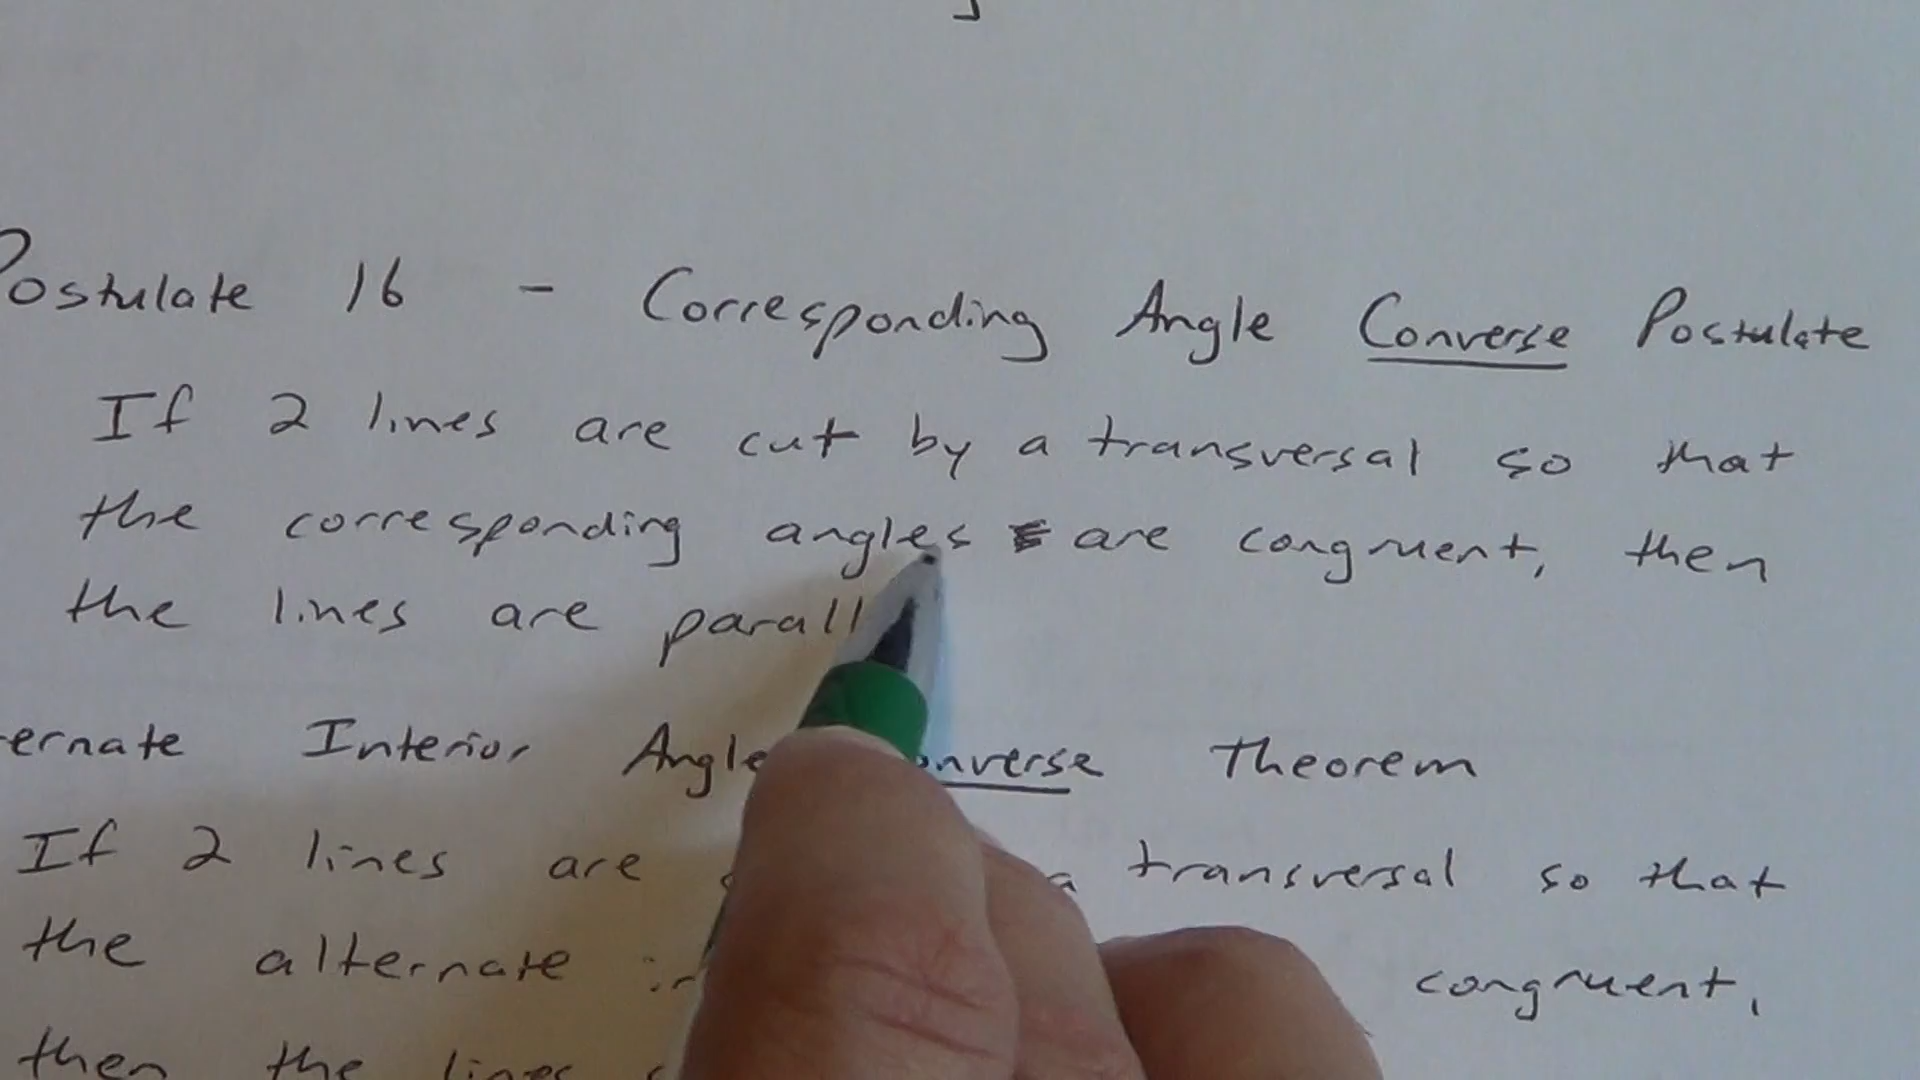 Postulate 16 - Corresponding Angle Converse Postulate
If 2 lines are cut by a transversal so that
the corresponding angles are congruent, then
the lines are parall
ernate Interior Angle onverse Theorem
If 2 lines are a transversal so that
the alternate in congruent,
then the lines